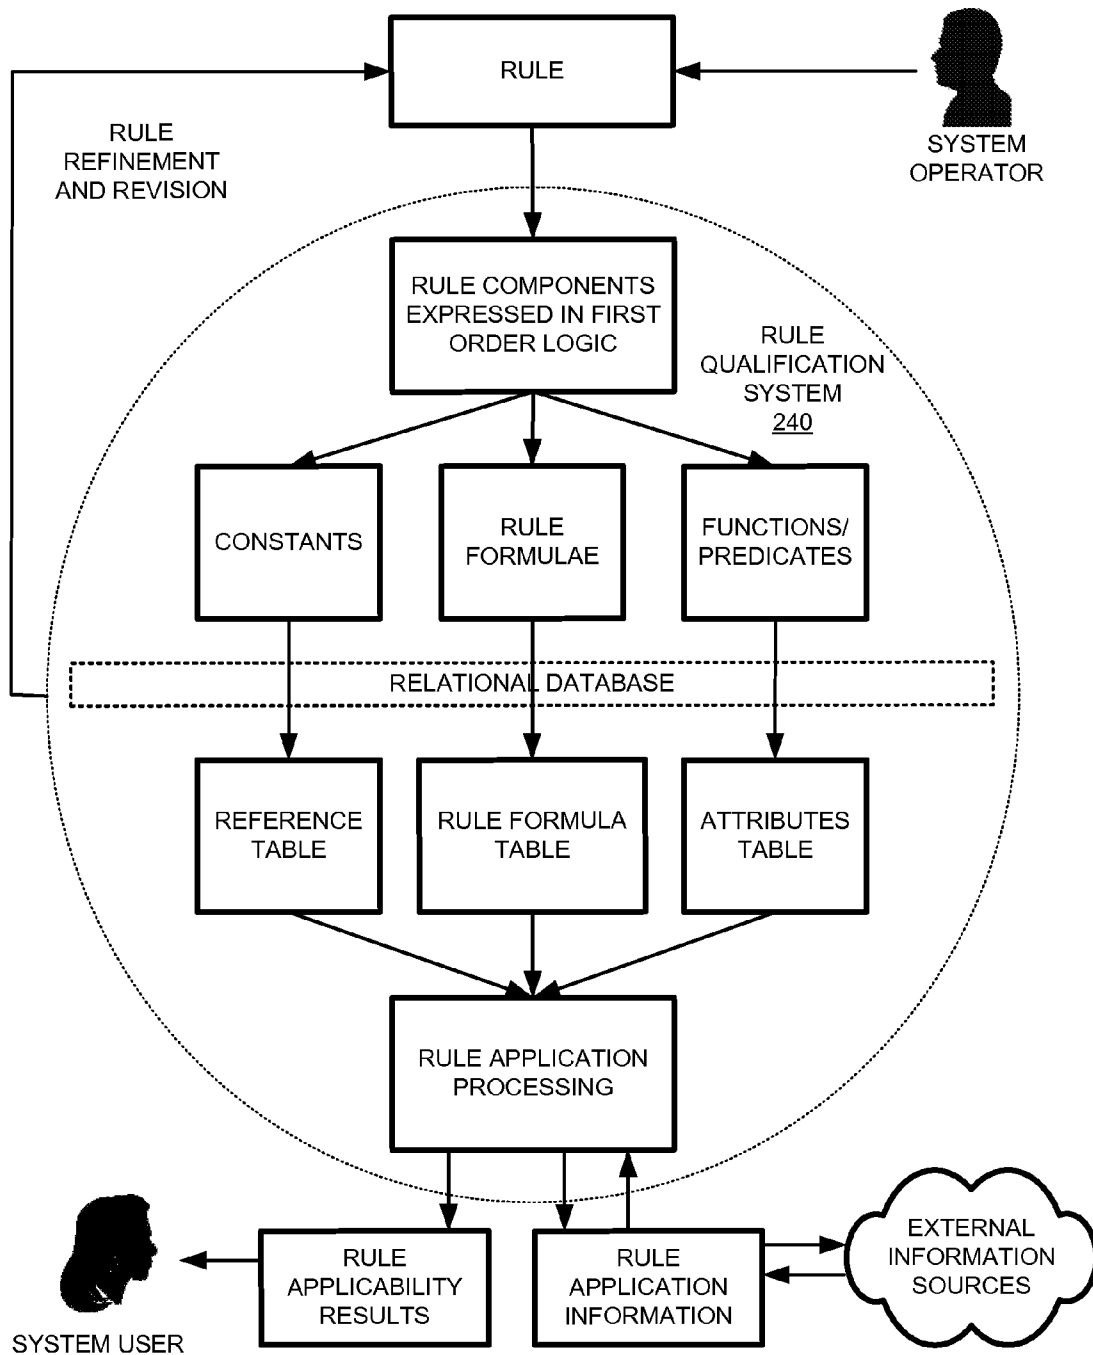 RULE
SYSTEM
OPERATOR
RULE
REFINEMENT
AND REVISION
RULE COMPONENTS
EXPRESSED IN FIRST
ORDER LOGIC
RULE
QUALIFICATION
SYSTEM
240
CONSTANTS
RULE
FORMULAE
FUNCTIONS/
PREDICATES
RELATIONAL DATABASE
REFERENCE
TABLE
RULE FORMULA
TABLE
ATTRIBUTES
TABLE
RULE APPLICATION
PROCESSING
SYSTEM USER
RULE
APPLICABILITY
RESULTS
RULE
APPLICATION
INFORMATION
EXTERNAL
INFORMATION
SOURCES